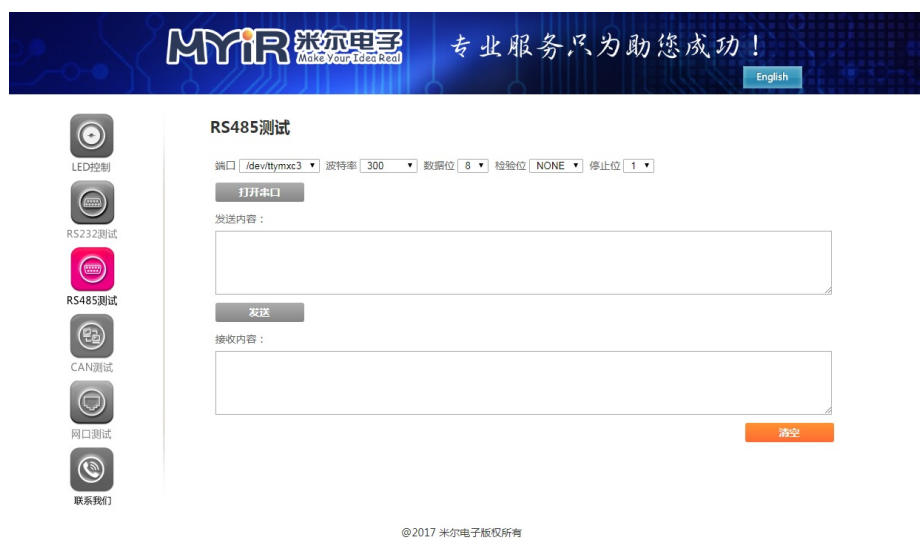 MYiR 米尔电子 Make Your Idea Real
专业服务只为助您成功！
English
LED控制
RS232测试
RS485测试
CAN测试
网口测试
联系我们
RS485测试
端口 /dev/ttymxc3 波特率 300 数据位 8 检验位 NONE 停止位 1
打开串口
发送内容：
发送
接收内容：
清空
@2017 米尔电子版权所有